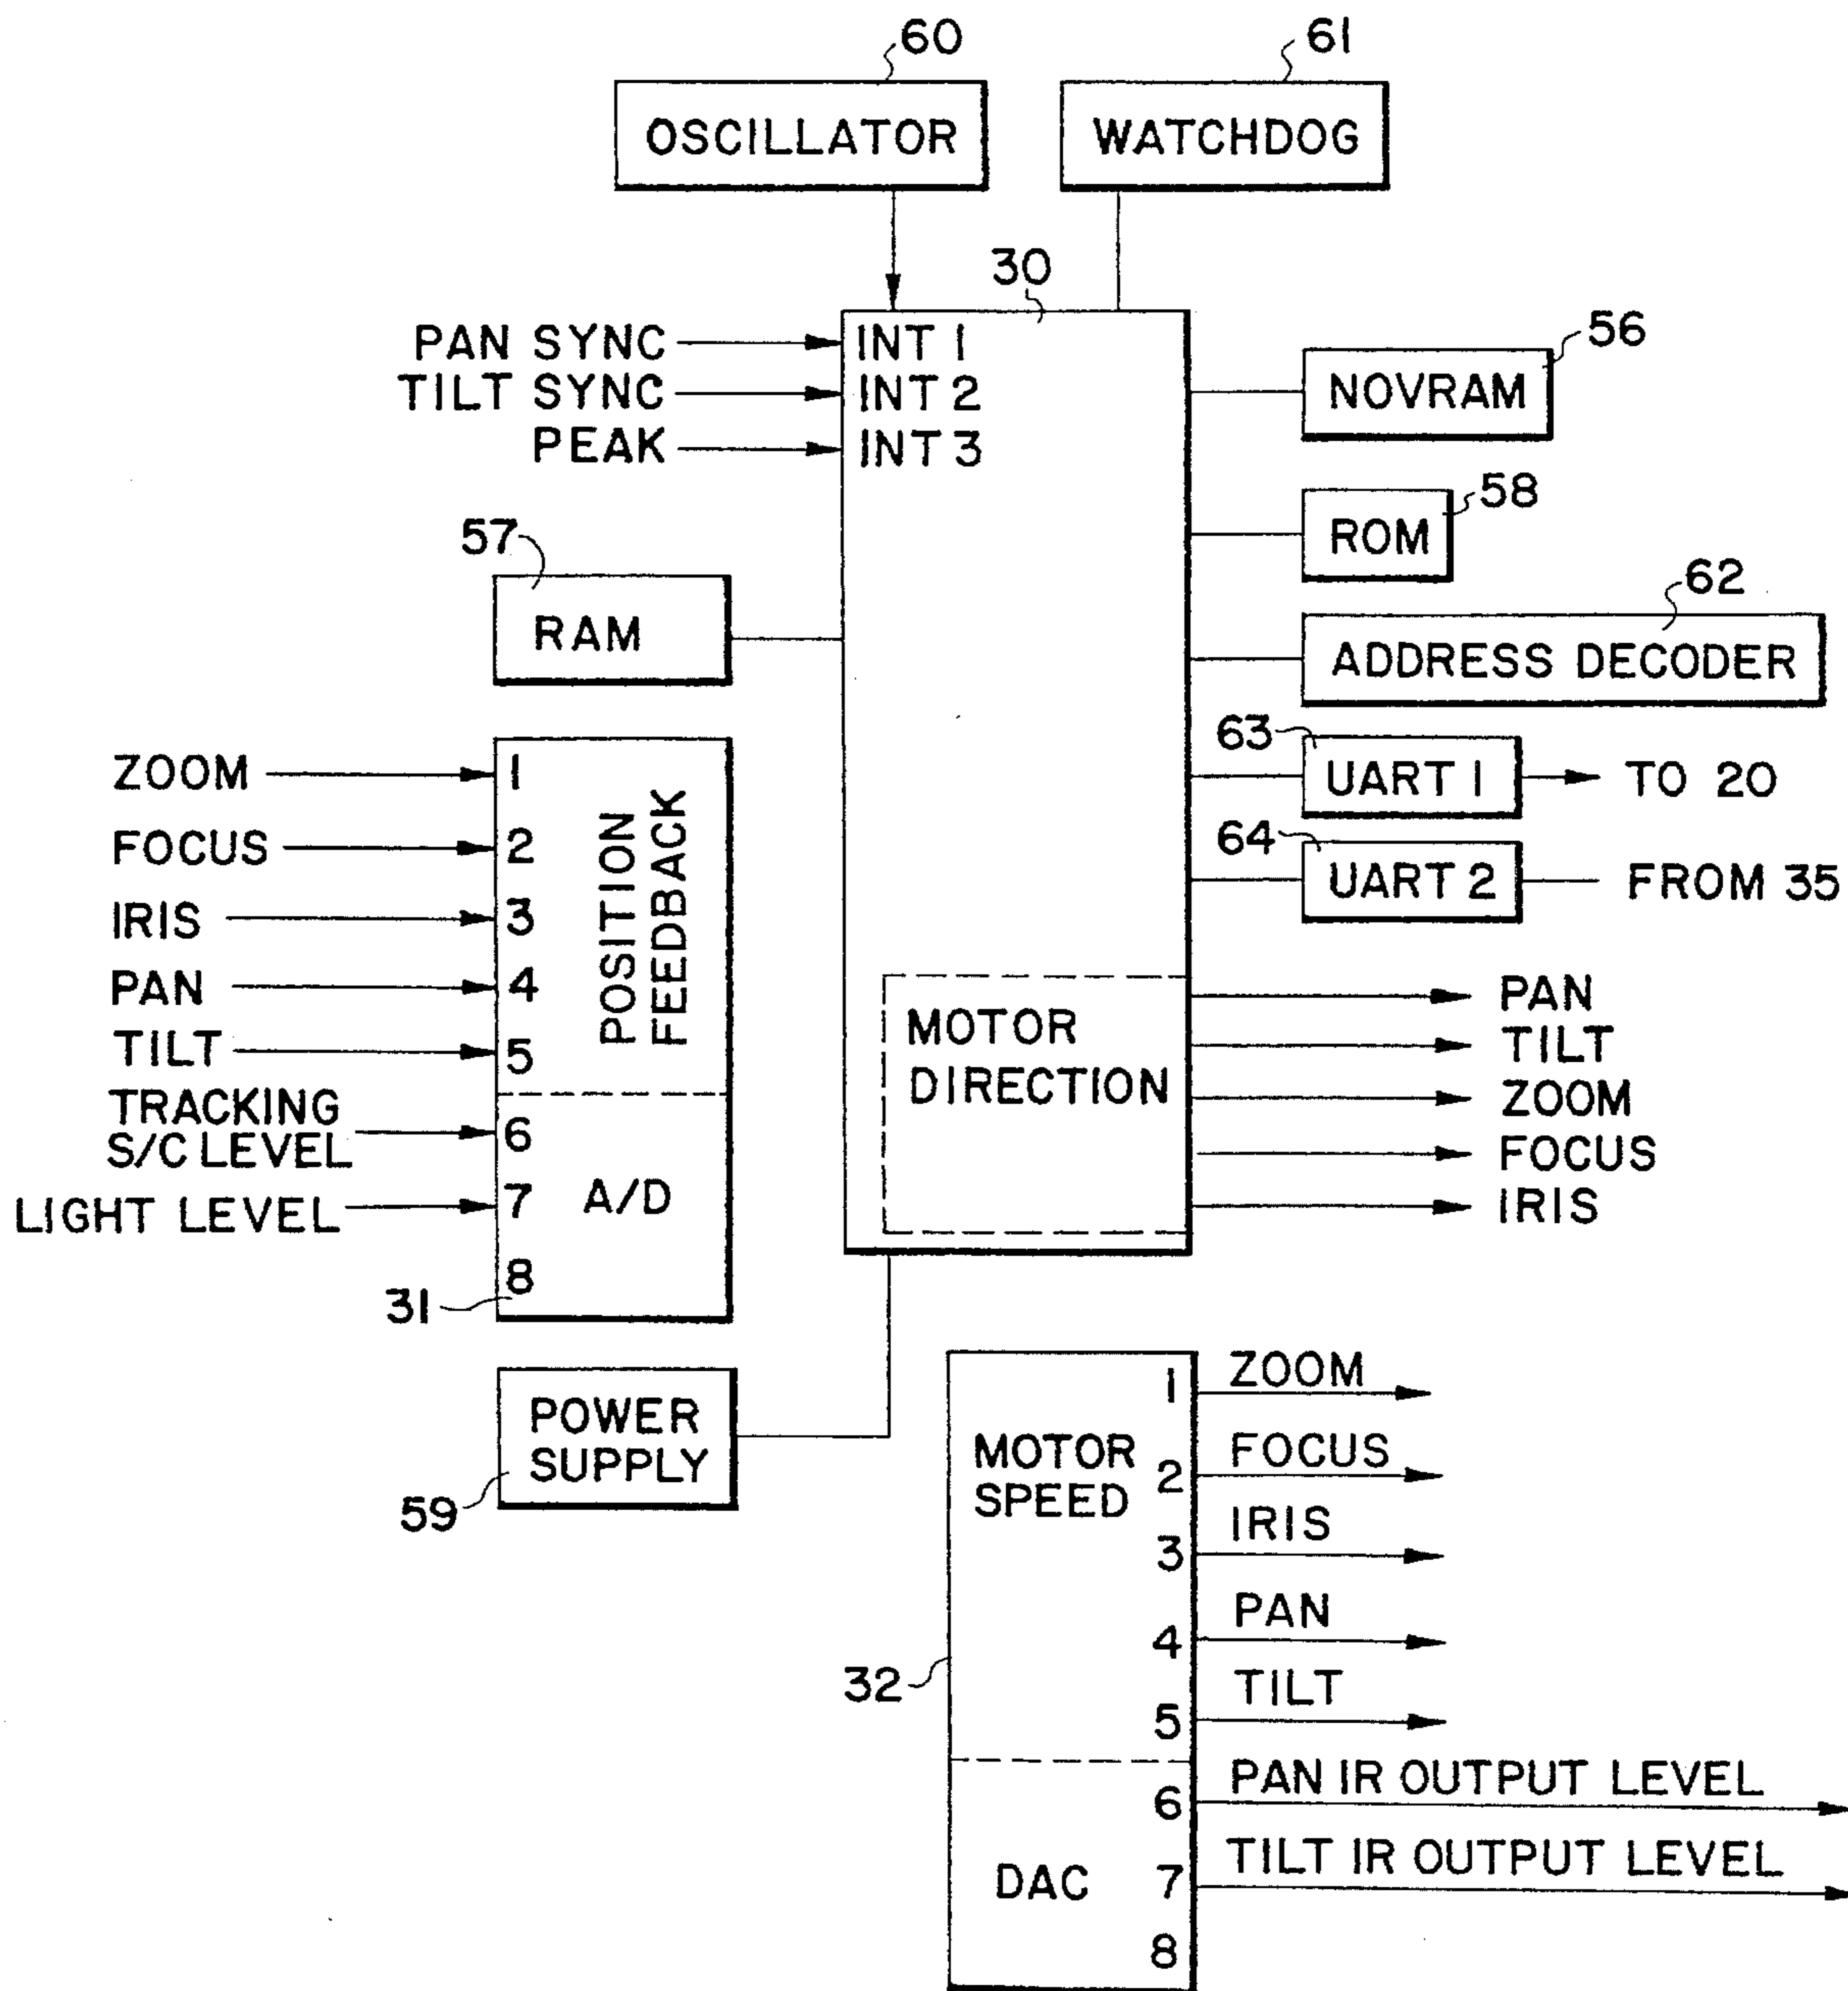 60
61
OSCILLATOR
WATCHDOG
30
PAN SYNC
INT 1
TILT SYNC
INT 2
PEAK
INT 3
56
NOVRAM
58
ROM
57
RAM
62
ADDRESS DECODER
63
UART 1
TO 20
64
UART 2
FROM 35
ZOOM
1
FOCUS
2
IRIS
3
PAN
4
TILT
5
POSITION
FEEDBACK
TRACKING
S/C LEVEL
6
LIGHT LEVEL
7
A/D
8
31
MOTOR
DIRECTION
PAN
TILT
ZOOM
FOCUS
IRIS
POWER
SUPPLY
59
MOTOR
SPEED
1
ZOOM
2
FOCUS
3
IRIS
4
PAN
5
TILT
32
6
PAN IR OUTPUT LEVEL
7
TILT IR OUTPUT LEVEL
DAC
8